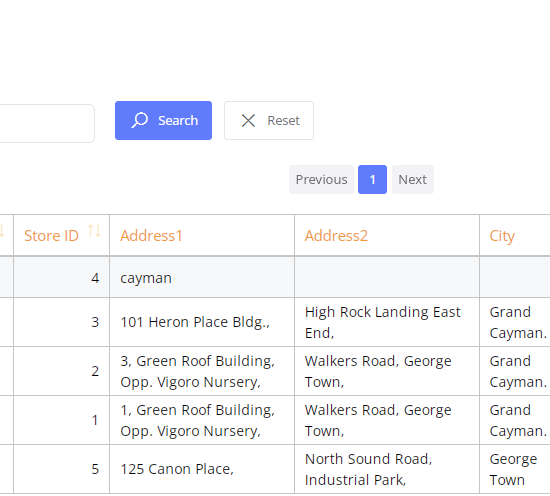 Search Reset
Previous 1 Next
Store ID Address1 Address2 City
4 cayman
3 101 Heron Place Bldg., High Rock Landing East End, Grand Cayman.
2 3, Green Roof Building, Opp. Vigoro Nursery, Walkers Road, George Town, Grand Cayman.
1 1, Green Roof Building, Opp. Vigoro Nursery, Walkers Road, George Town, Grand Cayman.
5 125 Canon Place, North Sound Road, Industrial Park, George Town